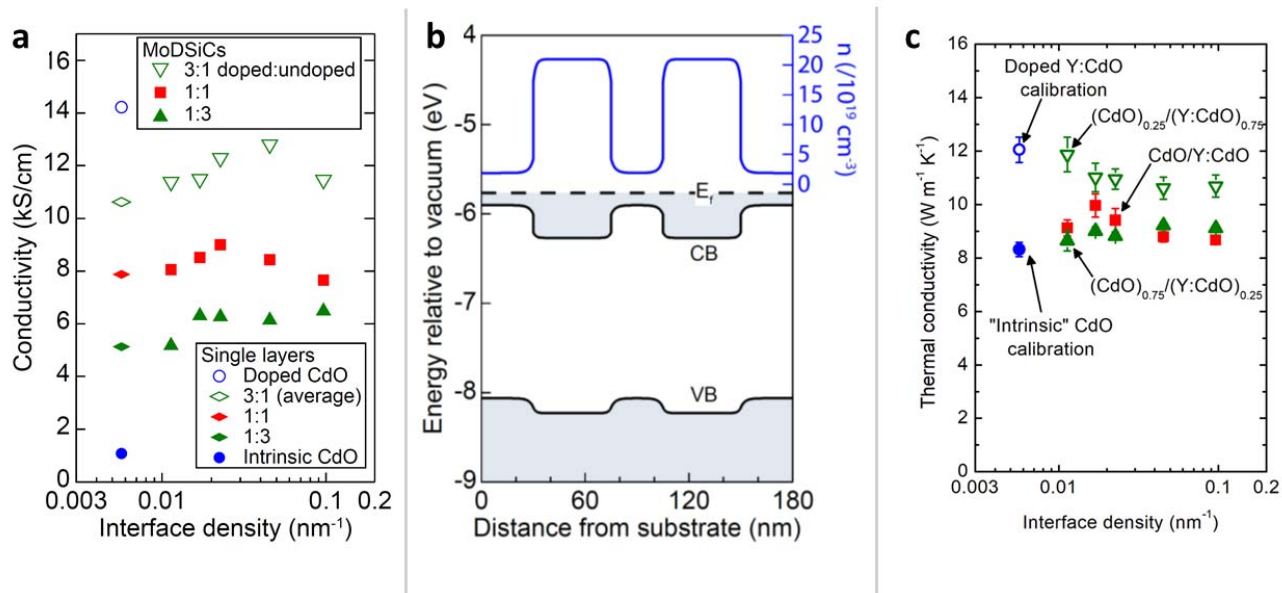 a
MoDSiCs
3:1 doped:undoped
1:1
1:3
Single layers
Doped CdO
3:1 (average)
1:1
1:3
Intrinsic CdO
Conductivity (kS/cm)
16
14
12
10
8
6
4
2
0
0.003
0.01
0.1
0.2
Interface density (nm⁻¹)
b
Energy relative to vacuum (eV)
-4
-5
-6
-7
-8
-9
n (/10¹⁹ cm⁻³)
25
20
15
10
5
0
E_f
CB
VB
0
60
120
180
Distance from substrate (nm)
c
Thermal conductivity (W m⁻¹ K⁻¹)
16
14
12
10
8
6
4
2
0
Doped Y:CdO
calibration
(CdO)₀.₂₅/(Y:CdO)₀.₇₅
CdO/Y:CdO
(CdO)₀.₇₅/(Y:CdO)₀.₂₅
"Intrinsic" CdO
calibration
0.003
0.01
0.1
0.2
Interface density (nm⁻¹)